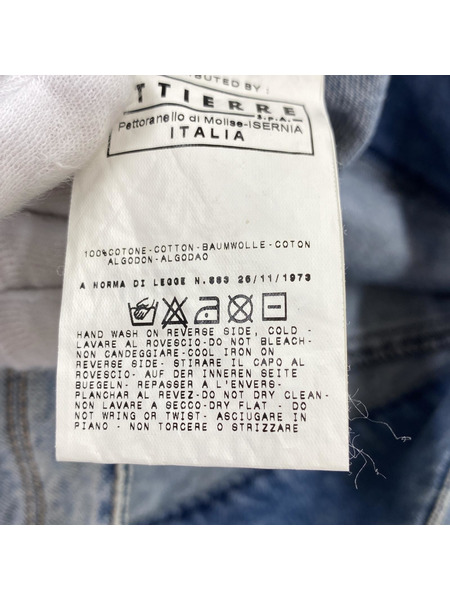 BUTED BY :
TTIERRE
S.P.A.
Pettoranello di Molise-ISERNIA
ITALIA
100%COTONE-COTTON-BAUMWOLLE-COTON
ALGODON-ALGODAO
A NORMA DI LEGGE N.883 26/11/1973
HAND WASH ON REVERSE SIDE, COLD -
LAVARE AL ROVESCIO-DO NOT BLEACH-
NON CANDEGGIARE-COOL IRON ON
REVERSE SIDE- STIRARE IL CAPO AL
ROVESCIO- AUF DER INNEREN SEITE
BUEGELN- REPASSER A L'ENVERS-
PLANCHAR AL REVEZ-DO NOT DRY CLEAN-
NON LAVARE A SECCO-DRY FLAT - DO
NOT WRING OR TWIST- ASCIUGARE IN
PIANO - NON TORCERE O STRIZZARE